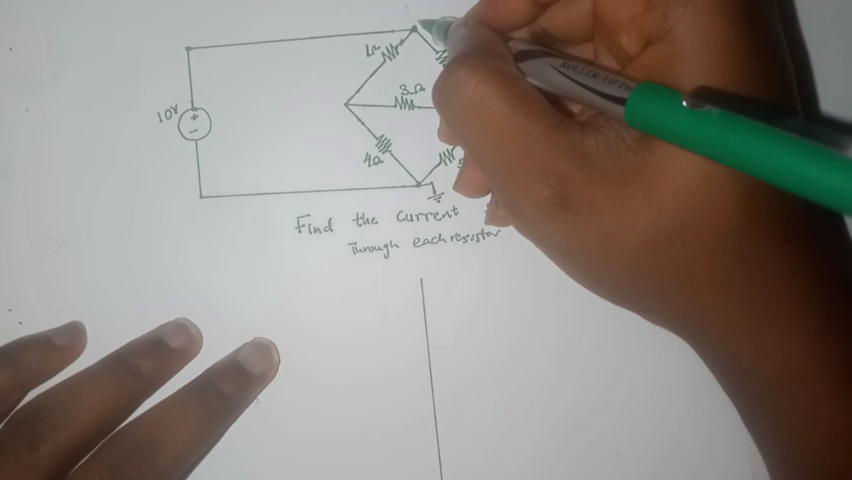 1Ω
10V
3Ω
4Ω
Find the current
Through each resistor